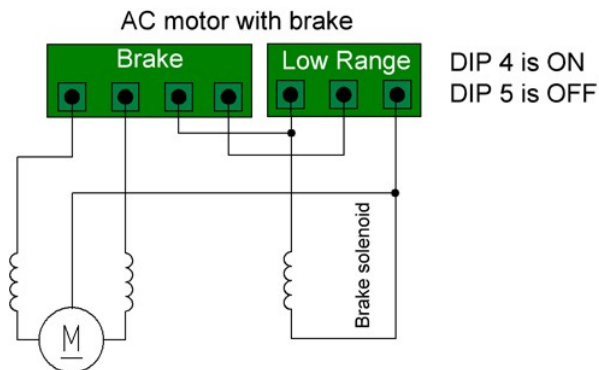 AC motor with brake
Brake
Low Range
DIP 4 is ON
DIP 5 is OFF
Brake solenoid
M